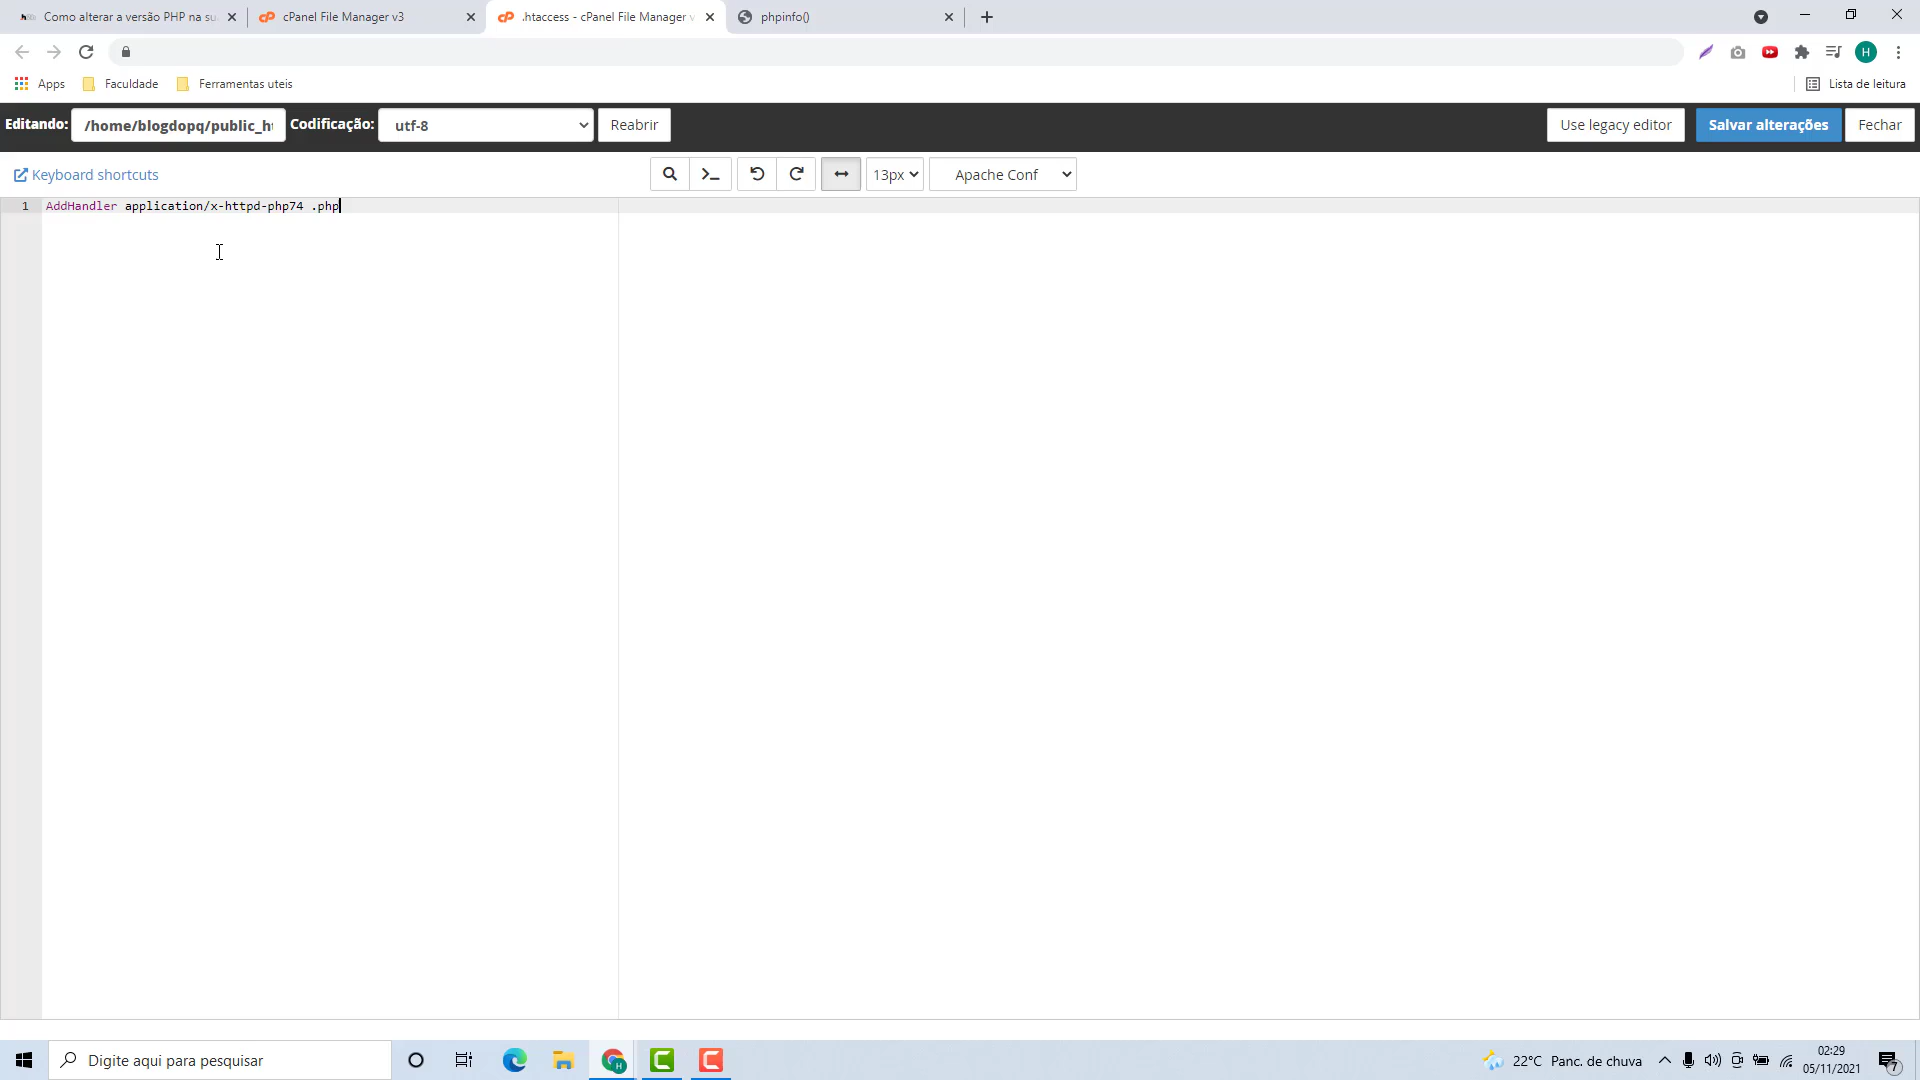 Como alterar a versão PHP na su
cPanel File Manager v3
.htaccess - cPanel File Manager v
phpinfo()
Apps
Faculdade
Ferramentas uteis
Lista de leitura
Editando:
/home/blogdopq/public_ht
Codificação:
utf-8
Reabrir
Use legacy editor
Salvar alterações
Fechar
Keyboard shortcuts
13px
Apache Conf
1 AddHandler application/x-httpd-php74 .php
Digite aqui para pesquisar
22°C Panc. de chuva
02:29
05/11/2021
7
H